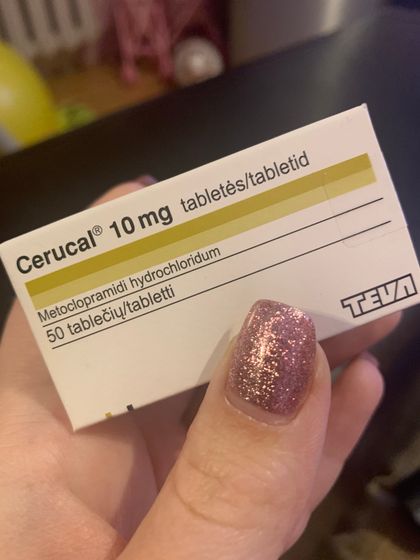 Cerucal® 10 mg tabletės/tabletid
Metoclopramidi hydrochloridum
50 tablečių/tabletti
TEVA